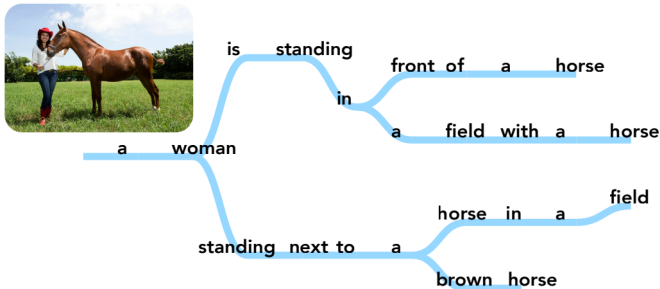 is standing
front of a horse
in
a field with a horse
a woman
field
horse in a
standing next to a
brown horse